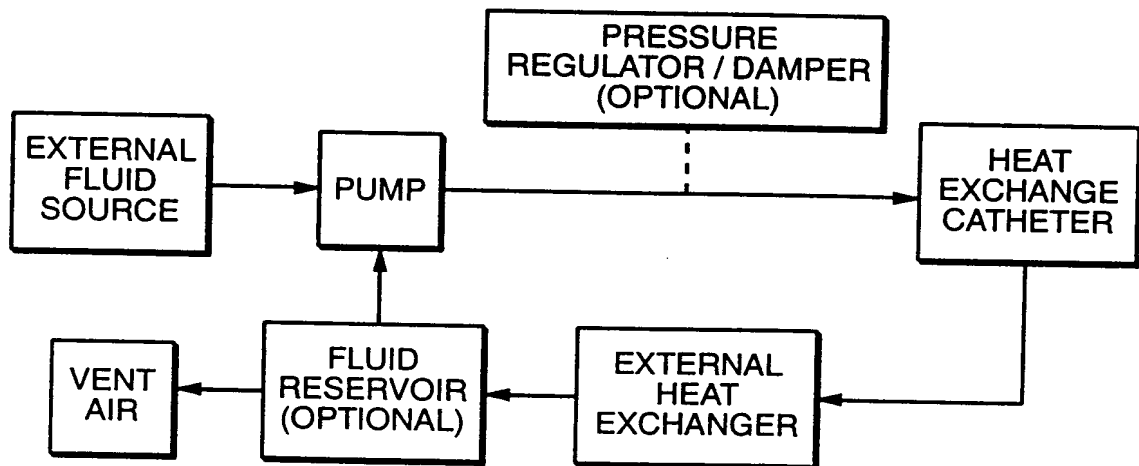 PRESSURE
REGULATOR / DAMPER
(OPTIONAL)
EXTERNAL
FLUID
SOURCE
PUMP
HEAT
EXCHANGE
CATHETER
VENT
AIR
FLUID
RESERVOIR
(OPTIONAL)
EXTERNAL
HEAT
EXCHANGER